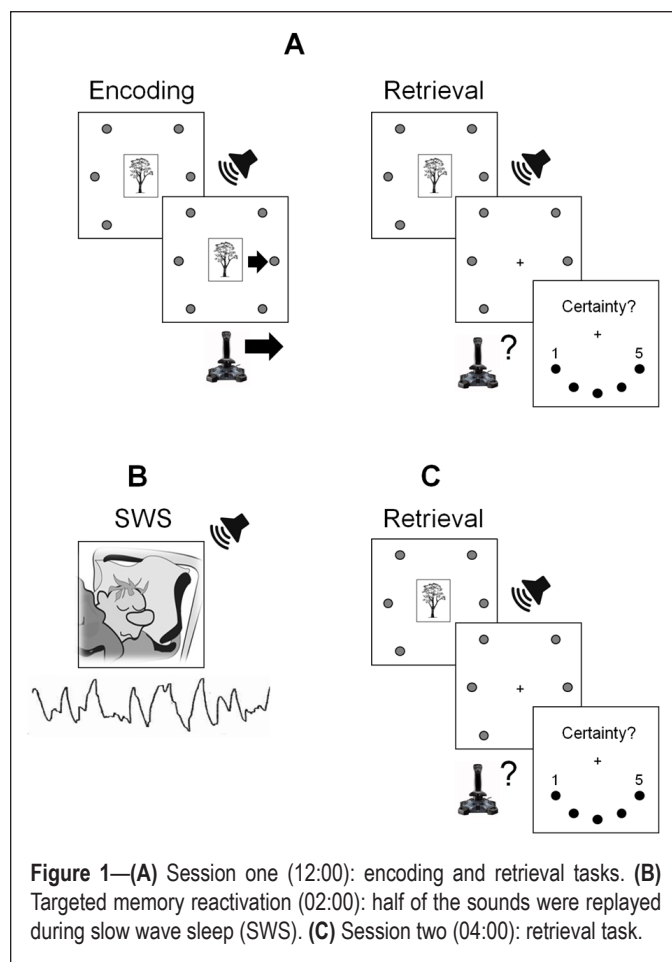 A
Encoding
Retrieval
Certainty?
+
+
1 5
?
B
SWS
C
Retrieval
Certainty?
+
+
1 5
?
Figure 1—(A) Session one (12:00): encoding and retrieval tasks. (B)
Targeted memory reactivation (02:00): half of the sounds were replayed
during slow wave sleep (SWS). (C) Session two (04:00): retrieval task.